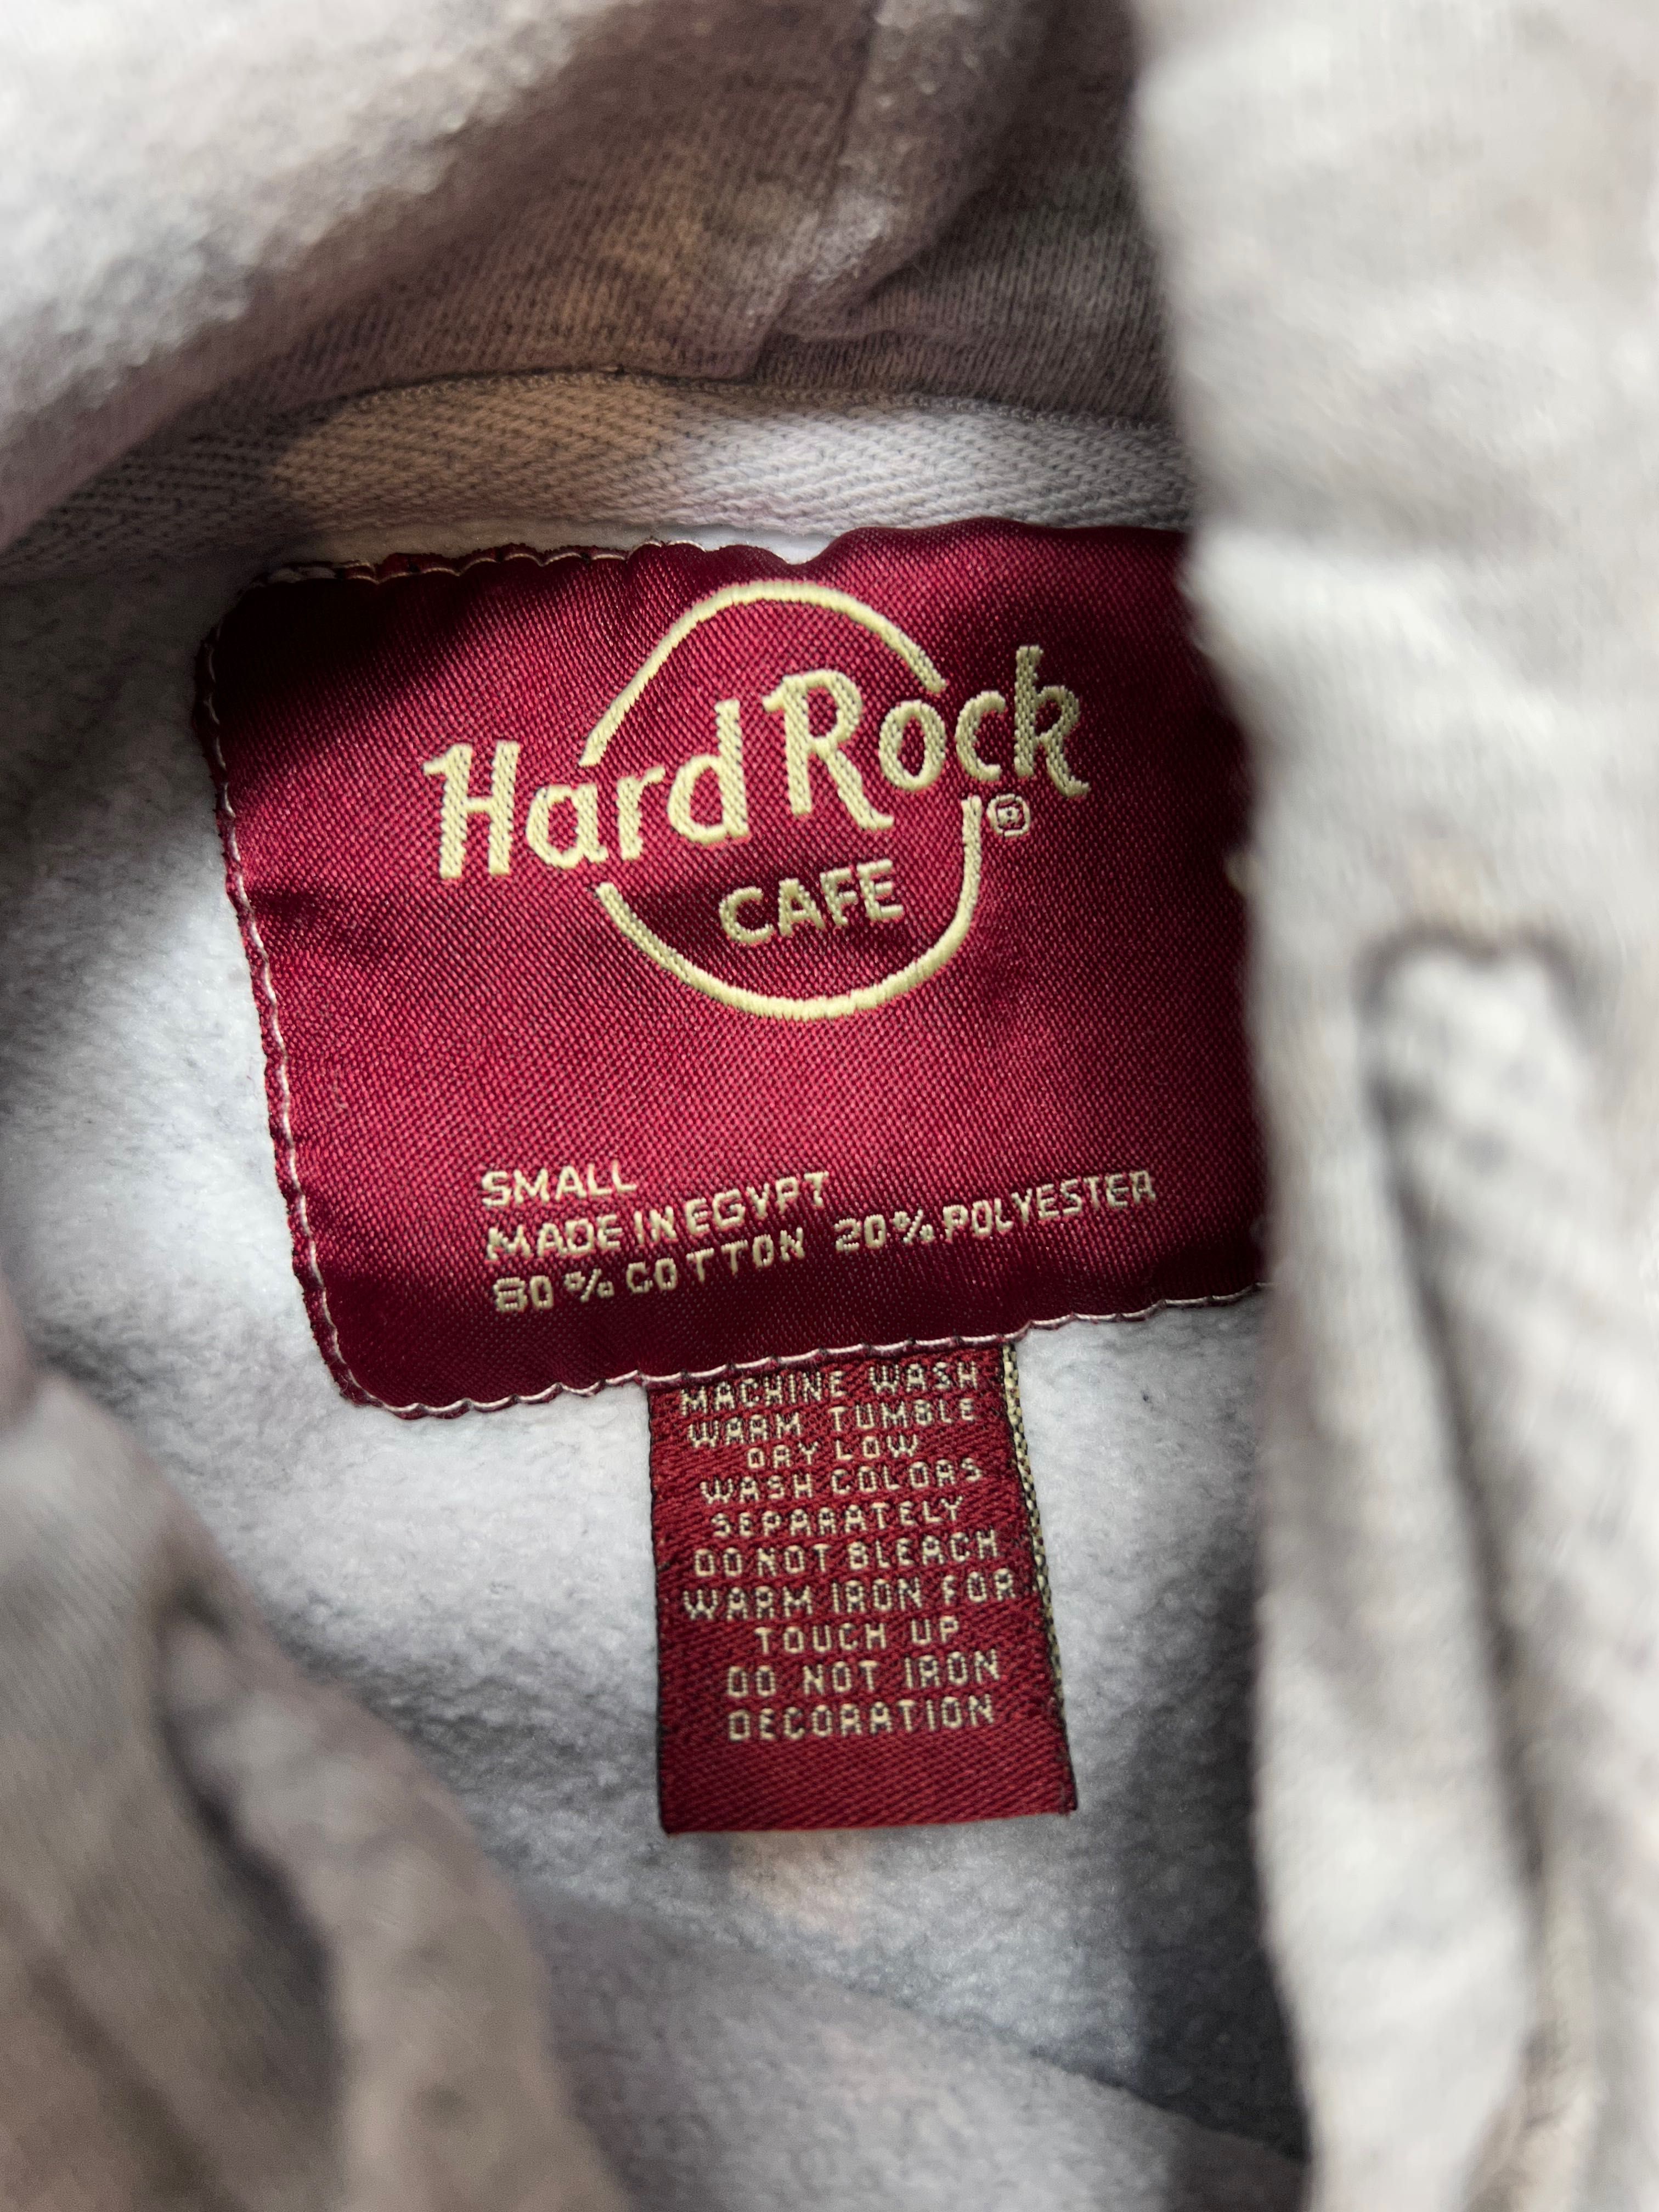 Hard Rock
®
CAFE
SMALL
MADE IN EGYPT
80% COTTON 20% POLYESTER
MACHINE WASH
WARM TUMBLE
DRY LOW
WASH COLORS
SEPARATELY
DO NOT BLEACH
WARM IRON FOR
TOUCH UP
DO NOT IRON
DECORATION